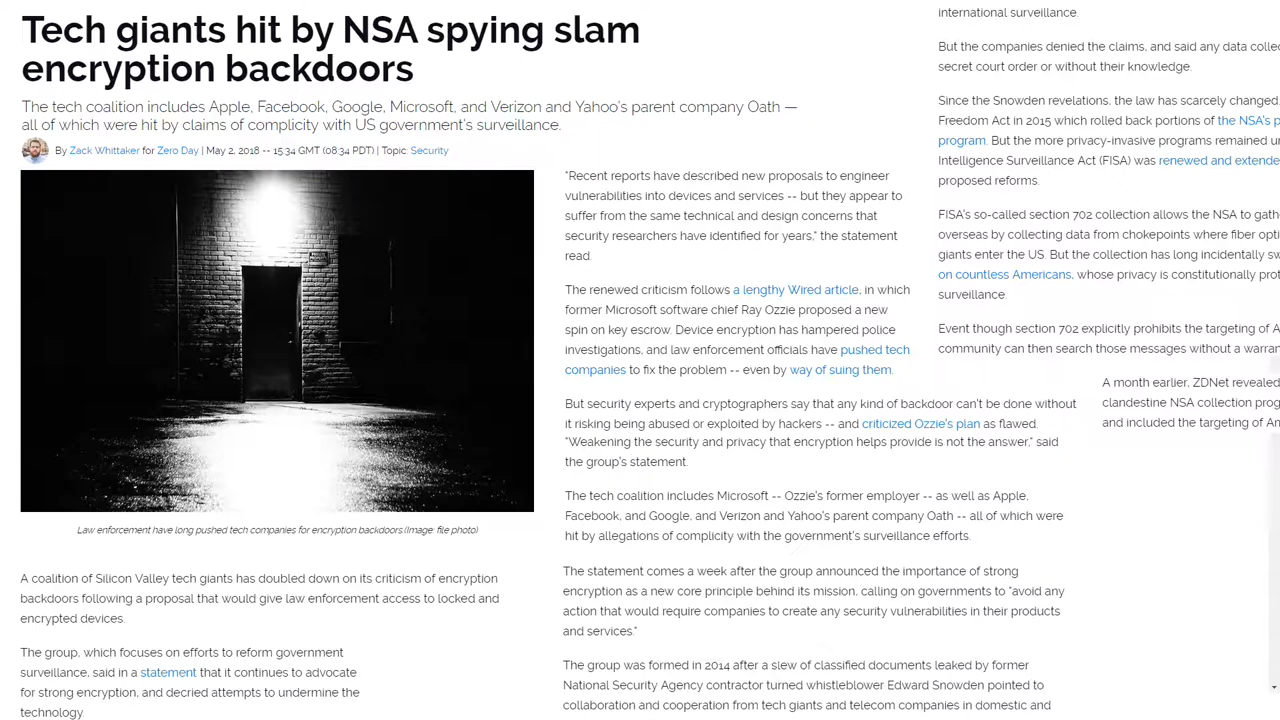 Tech giants hit by NSA spying slam
encryption backdoors
The tech coalition includes Apple, Facebook, Google, Microsoft, and Verizon and Yahoo's parent company Oath —
all of which were hit by claims of complicity with US government's surveillance.
By Zack Whittaker for Zero Day | May 2, 2018 -- 15:34 GMT (08:34 PDT) | Topic: Security
Law enforcement have long pushed tech companies for encryption backdoors.(Image: file photo)
A coalition of Silicon Valley tech giants has doubled down on its criticism of encryption
backdoors following a proposal that would give law enforcement access to locked and
encrypted devices.
The group, which focuses on efforts to reform government
surveillance, said in a statement that it continues to advocate
for strong encryption, and decried attempts to undermine the
technology.
"Recent reports have described new proposals to engineer
vulnerabilities into devices and services -- but they appear to
suffer from the same technical and design concerns that
security researchers have identified for years," the statement
read.
The renewed criticism follows a lengthy Wired article, in which
former Microsoft software chief Ray Ozzie proposed a new
spin on key escrow. Device encryption has hampered police
investigations, and law enforcement officials have pushed tech
companies to fix the problem -- even by way of suing them.
But security experts and cryptographers say that any kind of backdoor can't be done without
it risking being abused or exploited by hackers -- and criticized Ozzie's plan as flawed.
"Weakening the security and privacy that encryption helps provide is not the answer," said
the group's statement.
The tech coalition includes Microsoft -- Ozzie's former employer -- as well as Apple,
Facebook, and Google, and Verizon and Yahoo's parent company Oath -- all of which were
hit by allegations of complicity with the government's surveillance efforts.
The statement comes a week after the group announced the importance of strong
encryption as a new core principle behind its mission, calling on governments to "avoid any
action that would require companies to create any security vulnerabilities in their products
and services."
The group was formed in 2014 after a slew of classified documents leaked by former
National Security Agency contractor turned whistleblower Edward Snowden pointed to
collaboration and cooperation from tech giants and telecom companies in domestic and
international surveillance.
But the companies denied the claims, and said any data collec
secret court order or without their knowledge.
Since the Snowden revelations, the law has scarcely changed.
Freedom Act in 2015 which rolled back portions of the NSA's p
program. But the more privacy-invasive programs remained un
Intelligence Surveillance Act (FISA) was renewed and extende
proposed reforms.
FISA's so-called section 702 collection allows the NSA to gath
overseas by collecting data from chokepoints where fiber opti
giants enter the US. But the collection has long incidentally sw
on countless Americans, whose privacy is constitutionally prot
surveillance.
Event though section 702 explicitly prohibits the targeting of A
community can then search those message without a warran
A month earlier, ZDNet revealed
clandestine NSA collection prog
and included the targeting of Am